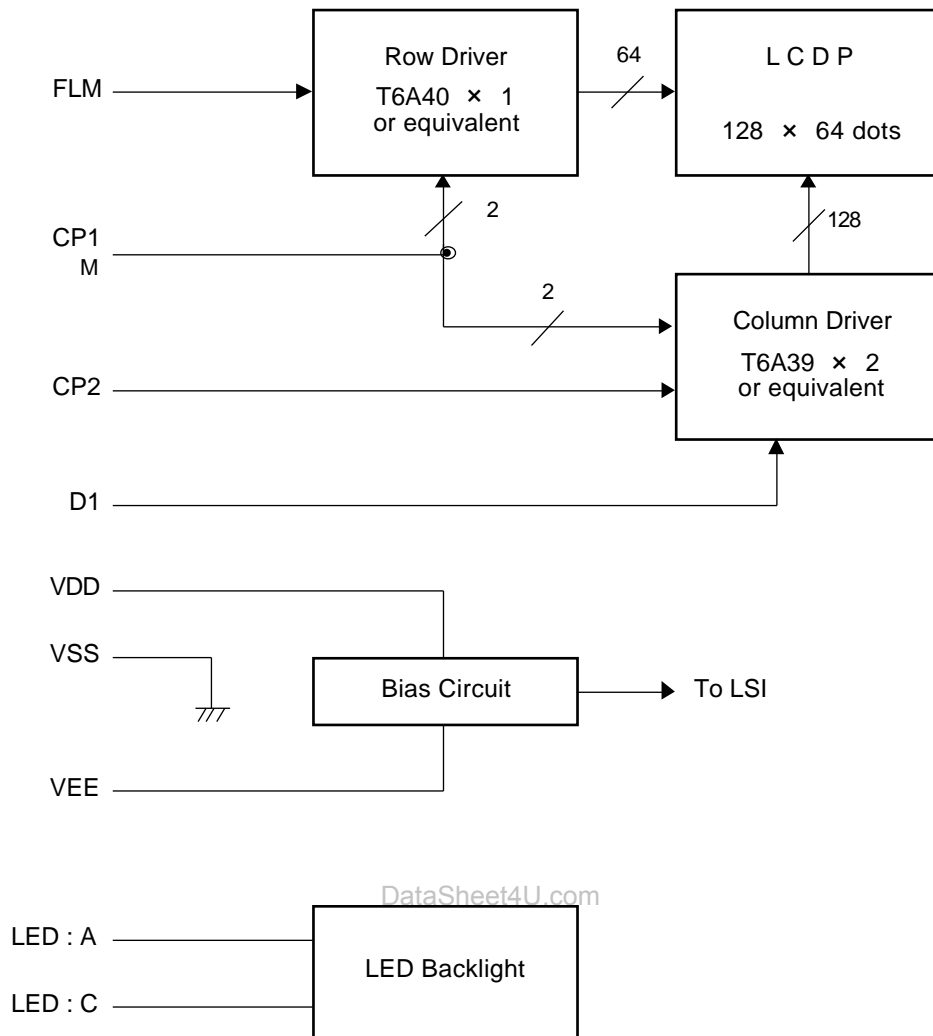 Row Driver
T6A40 × 1
or equivalent
64
L C D P
128 × 64 dots
FLM
2
128
CP1
M
2
Column Driver
T6A39 × 2
or equivalent
CP2
D1
VDD
VSS
Bias Circuit
To LSI
VEE
DataSheet4U.com
LED : A
LED Backlight
LED : C